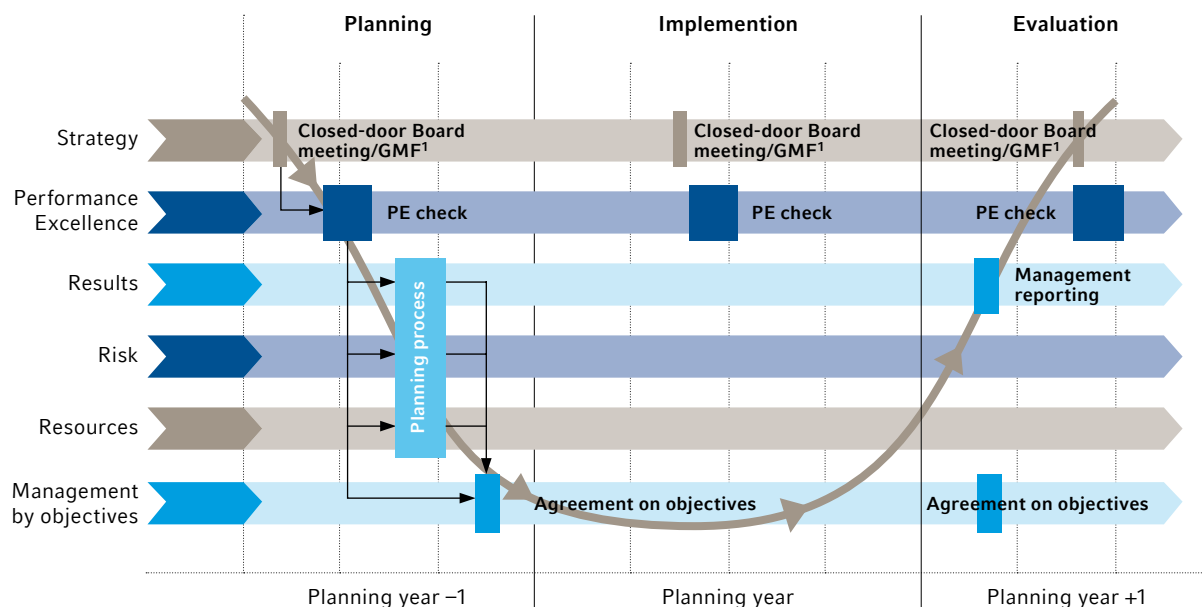 Planning
Implemention
Evaluation
Strategy
Closed-door Board
meeting/GMF¹
Closed-door Board
meeting/GMF¹
Closed-door Board
meeting/GMF¹
Performance
Excellence
PE check
PE check
PE check
Results
Management
reporting
Planning process
Risk
Resources
Management
by objectives
Agreement on objectives
Agreement on objectives
Planning year –1
Planning year
Planning year +1